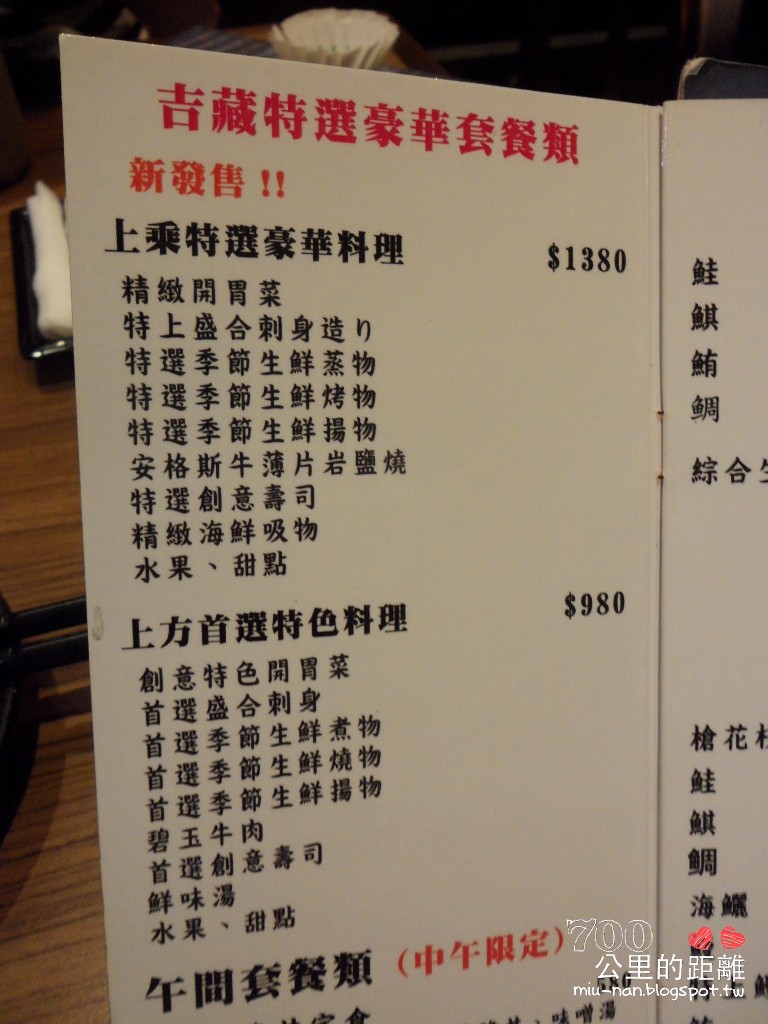 吉藏特選豪華套餐類
新發售!!
上乘特選豪華料理 $1380
精緻開胃菜
特上盛合刺身造り
特選季節生鮮蒸物
特選季節生鮮烤物
特選季節生鮮揚物
安格斯牛薄片岩鹽燒
特選創意壽司
精緻海鮮吸物
水果、甜點
上方首選特色料理 $980
創意特色開胃菜
首選盛合刺身
首選季節生鮮煮物
首選季節生鮮燒物
首選季節生鮮揚物
碧玉牛肉
首選創意壽司
鮮味湯
水果、甜點
午間套餐類(中午限定)
味噌湯
鮭
鯕
鮪
鯛
綜合
槍花
鮭
鯕
鯛
海鱺
特上
700
公里的距離
miu-nan.blogspot.tw